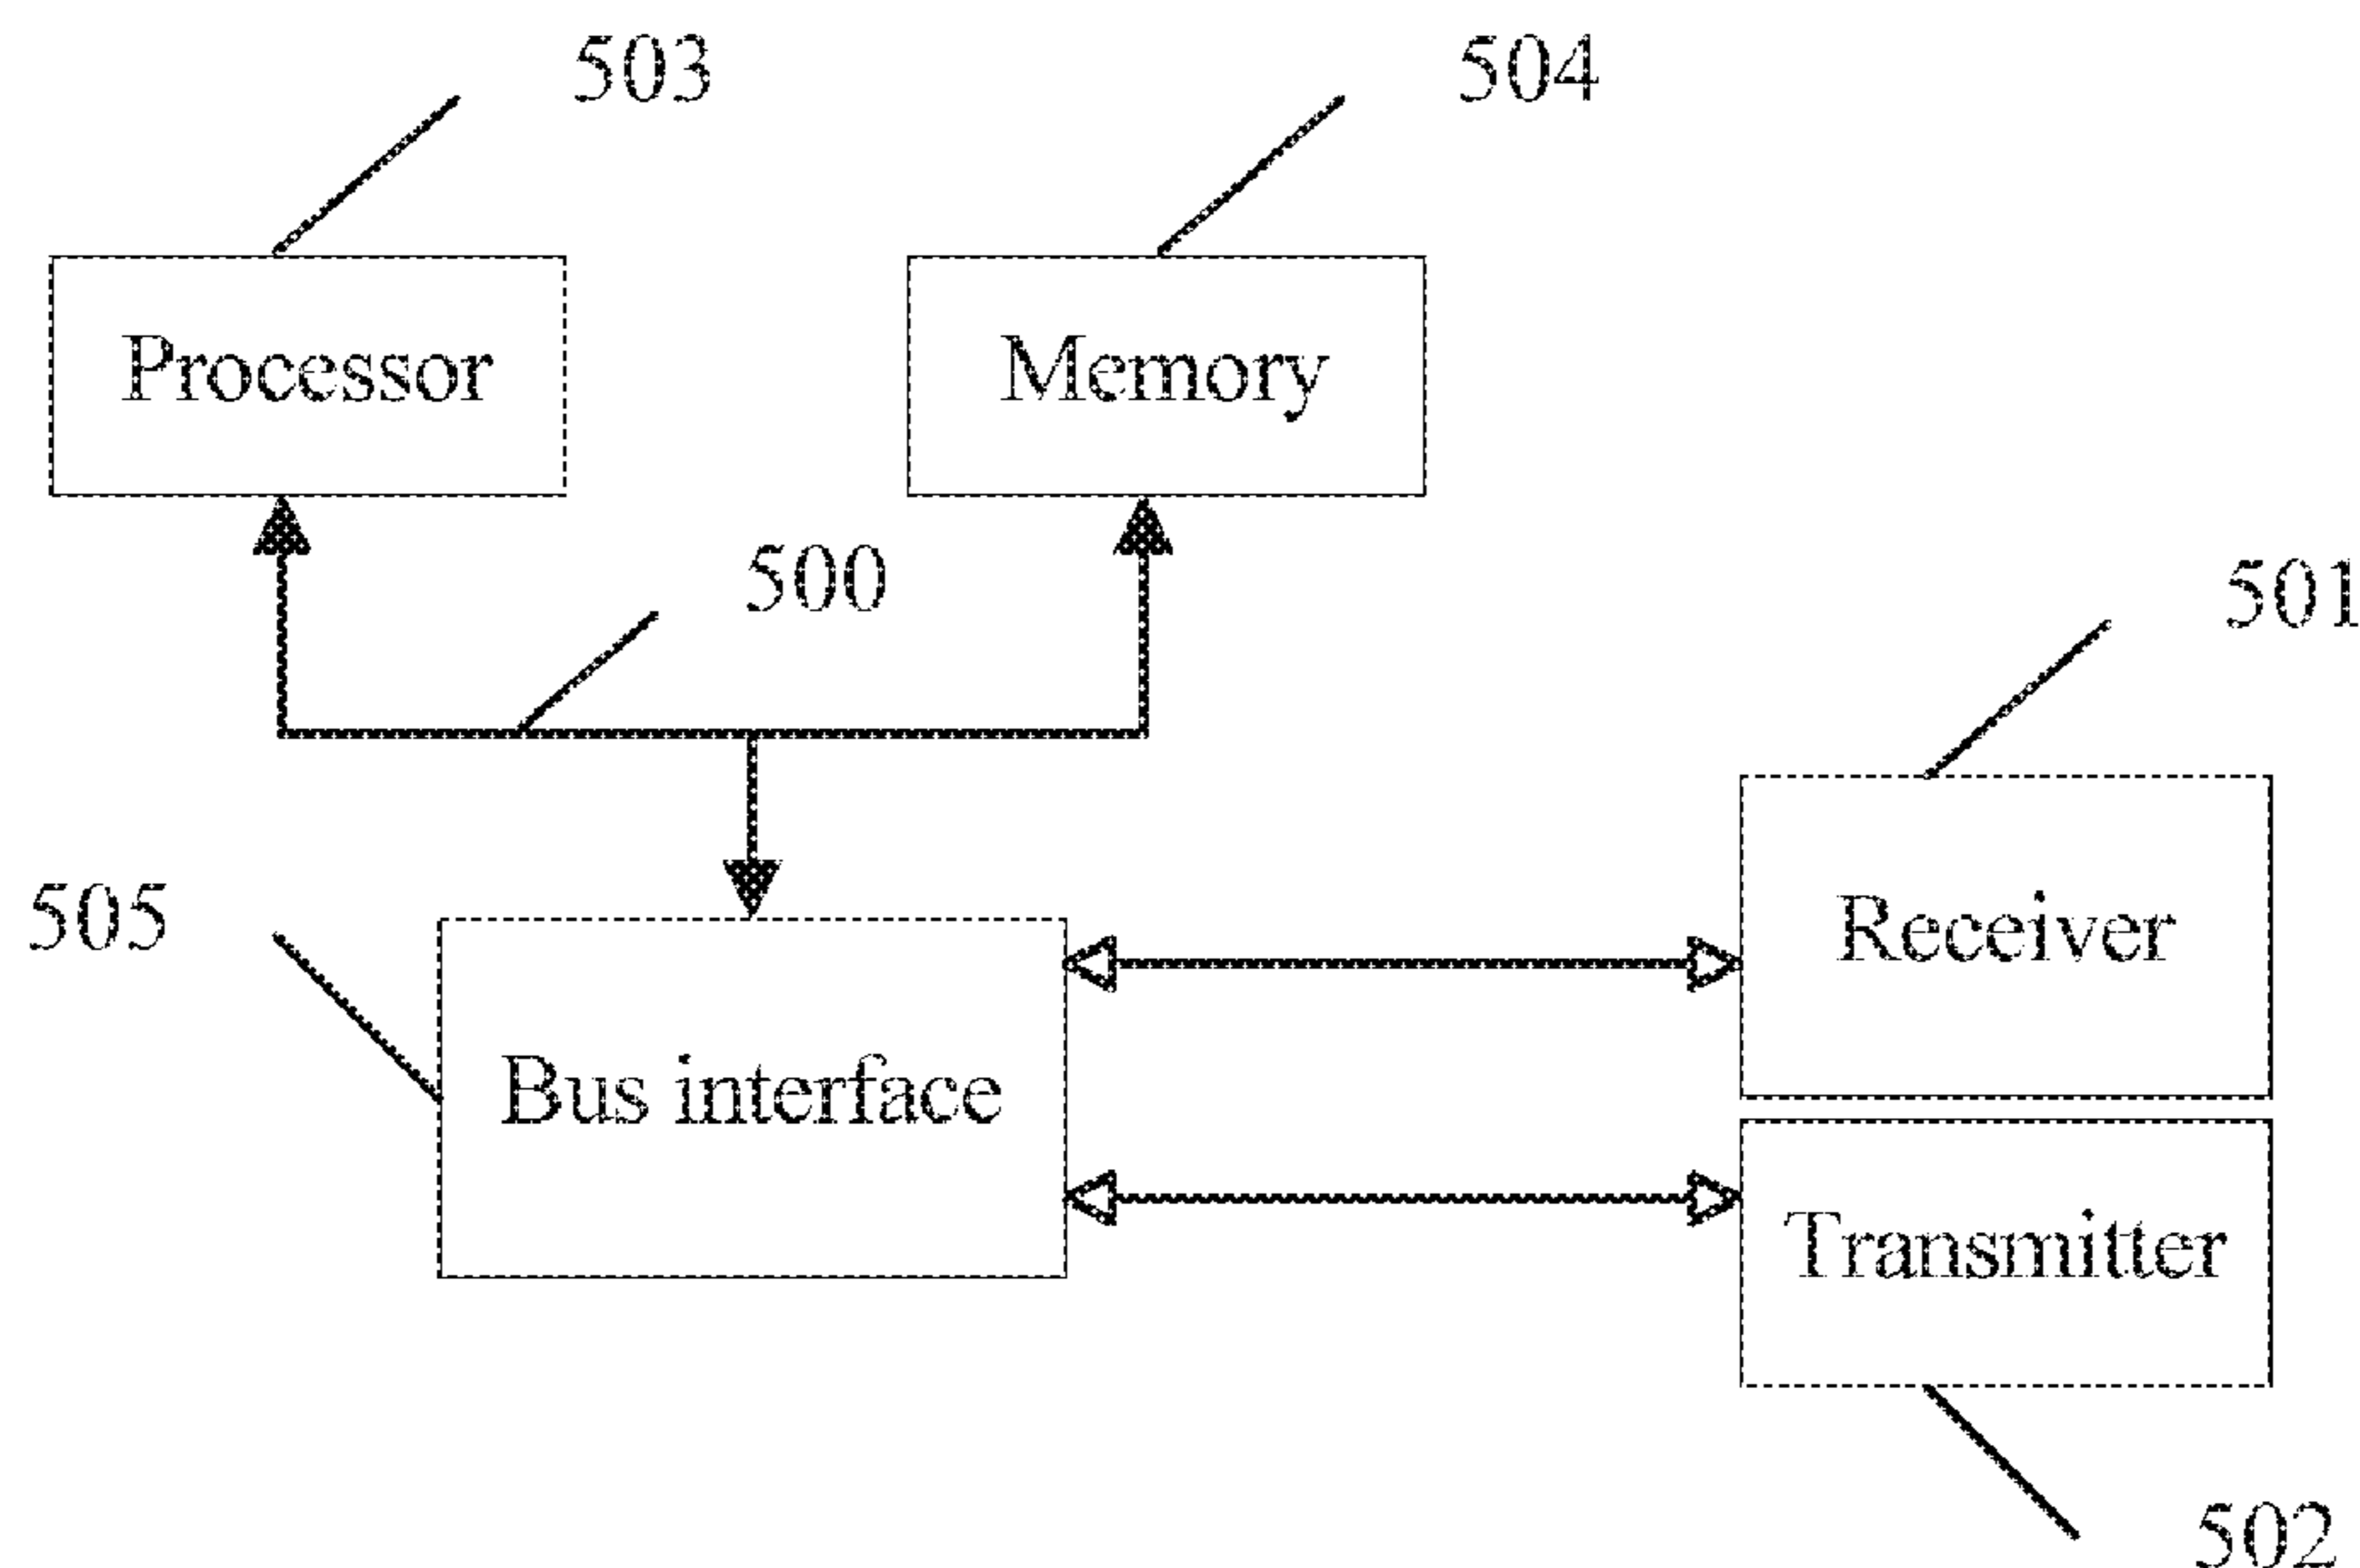 503
504
Processor
Memory
500
501
505
Receiver
Bus interface
Transmitter
502